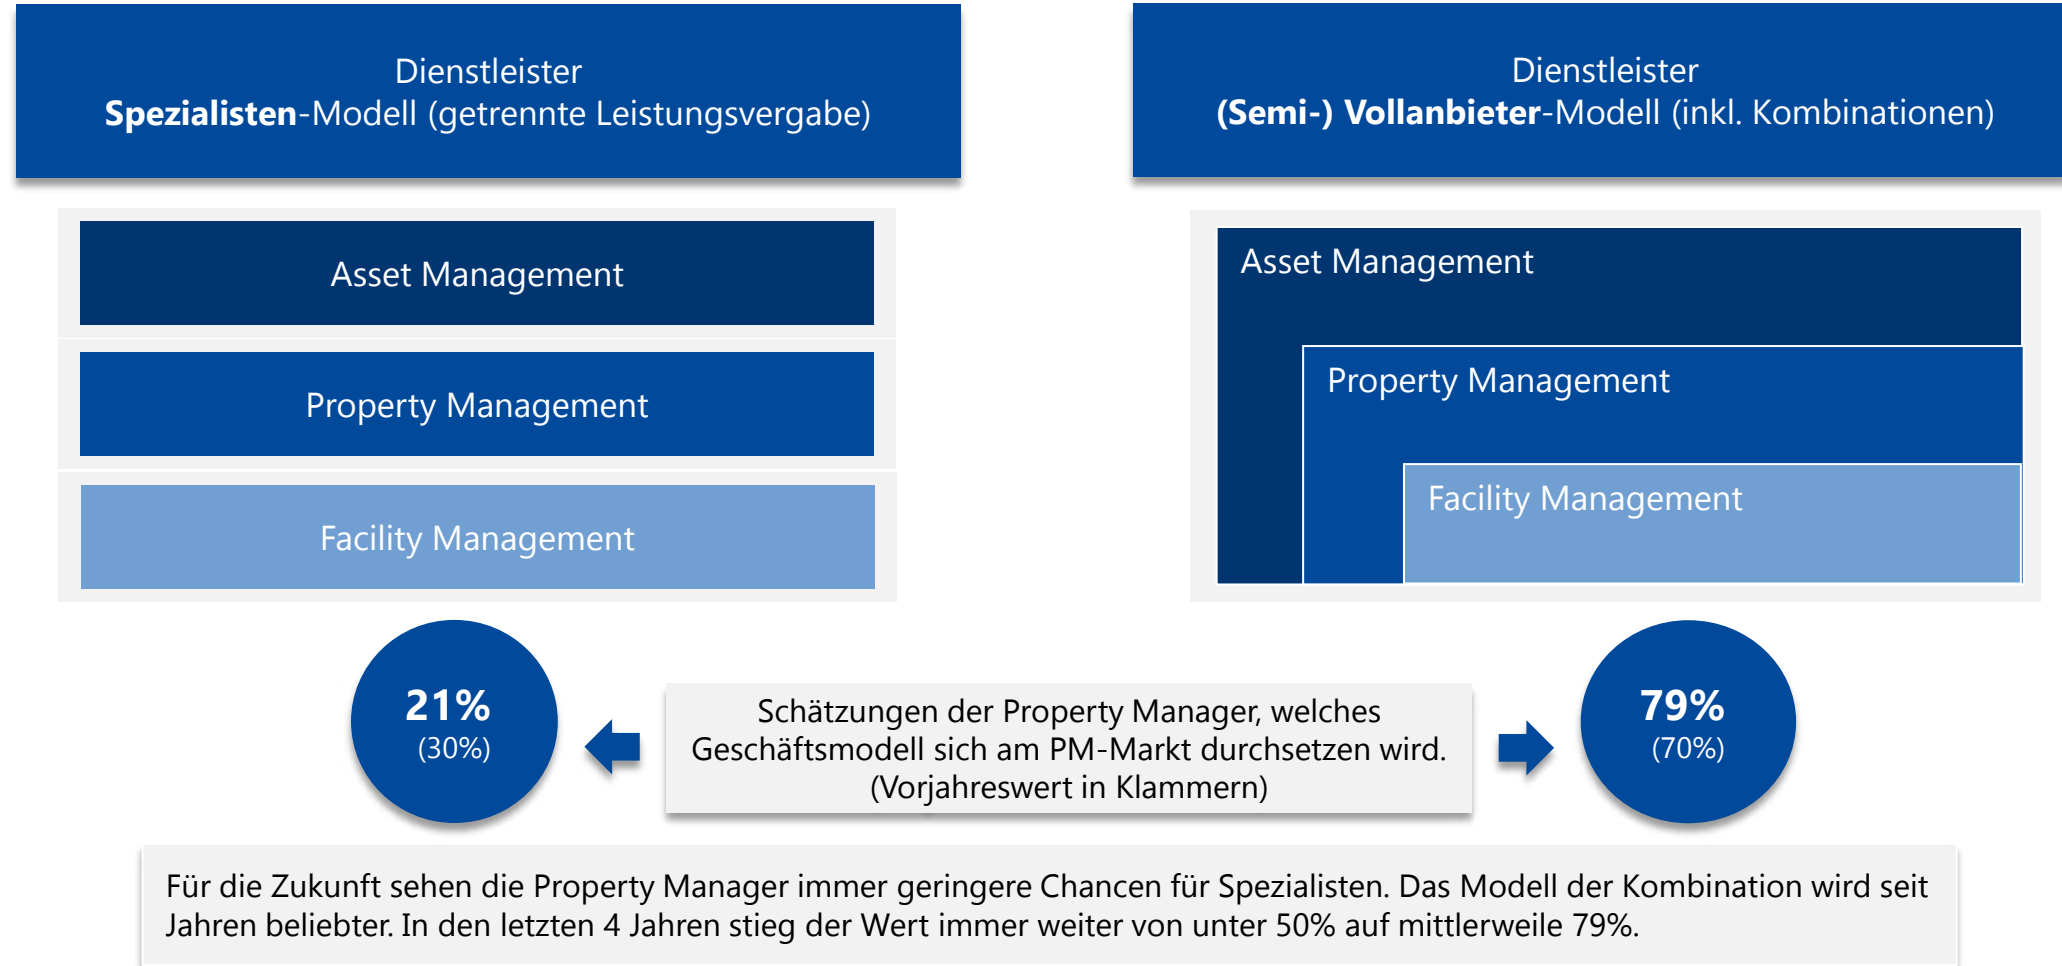 Dienstleister
Spezialisten-Modell (getrennte Leistungsvergabe)
Asset Management
Property Management
Facility Management
21%
(30%)
Dienstleister
(Semi-) Vollanbieter-Modell (inkl. Kombinationen)
Asset Management
Property Management
Facility Management
79%
(70%)
Schätzungen der Property Manager, welches
Geschäftsmodell sich am PM-Markt durchsetzen wird.
(Vorjahreswert in Klammern)
Für die Zukunft sehen die Property Manager immer geringere Chancen für Spezialisten. Das Modell der Kombination wird seit
Jahren beliebter. In den letzten 4 Jahren stieg der Wert immer weiter von unter 50% auf mittlerweile 79%.